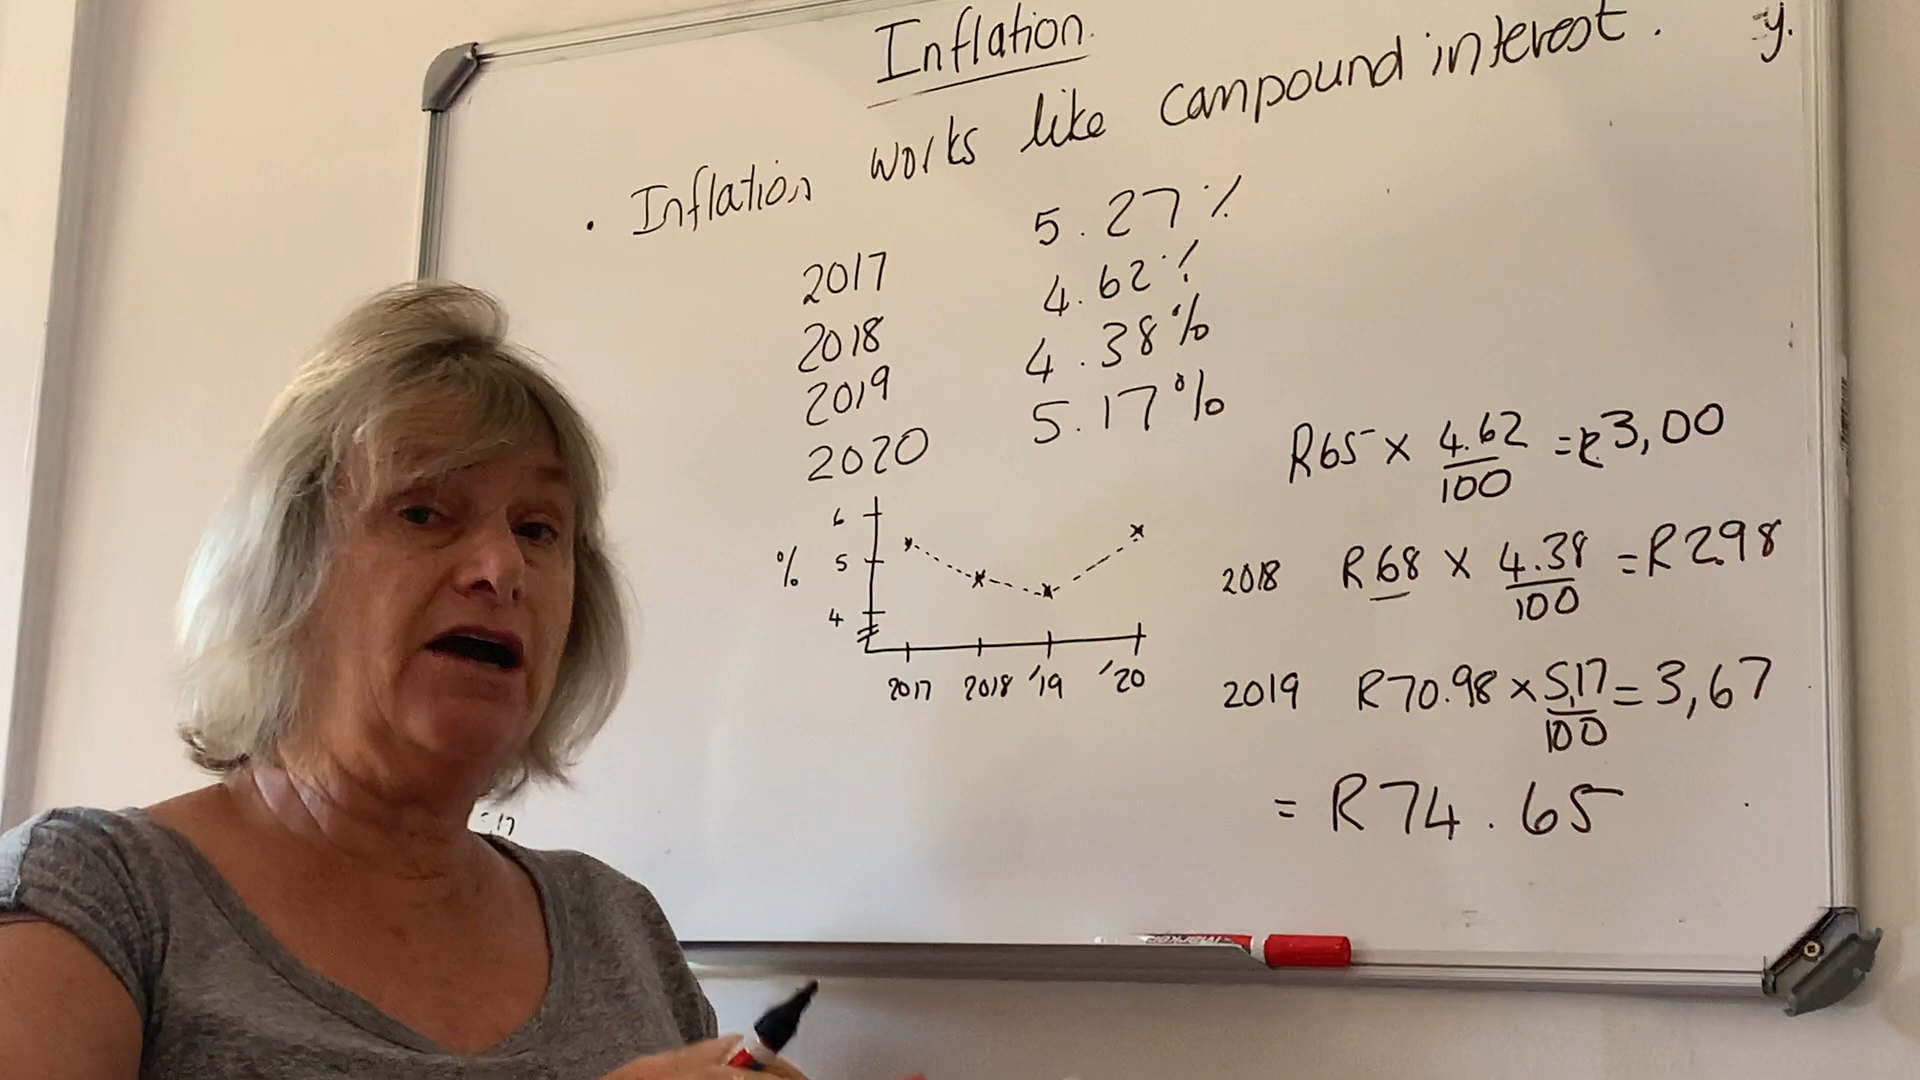 Inflation.
y.
. Inflation works like campound interest.
2017 5.27%
2018 4.62%
2019 4.38%
2020 5.17%
R65 x 4.62/100 = R3,00
2018 R68 x 4.38/100 = R2.98
2019 R70.98 x 5,17/100 = 3,67
= R74.65
6
% 5
4
2017 2018 '19 '20